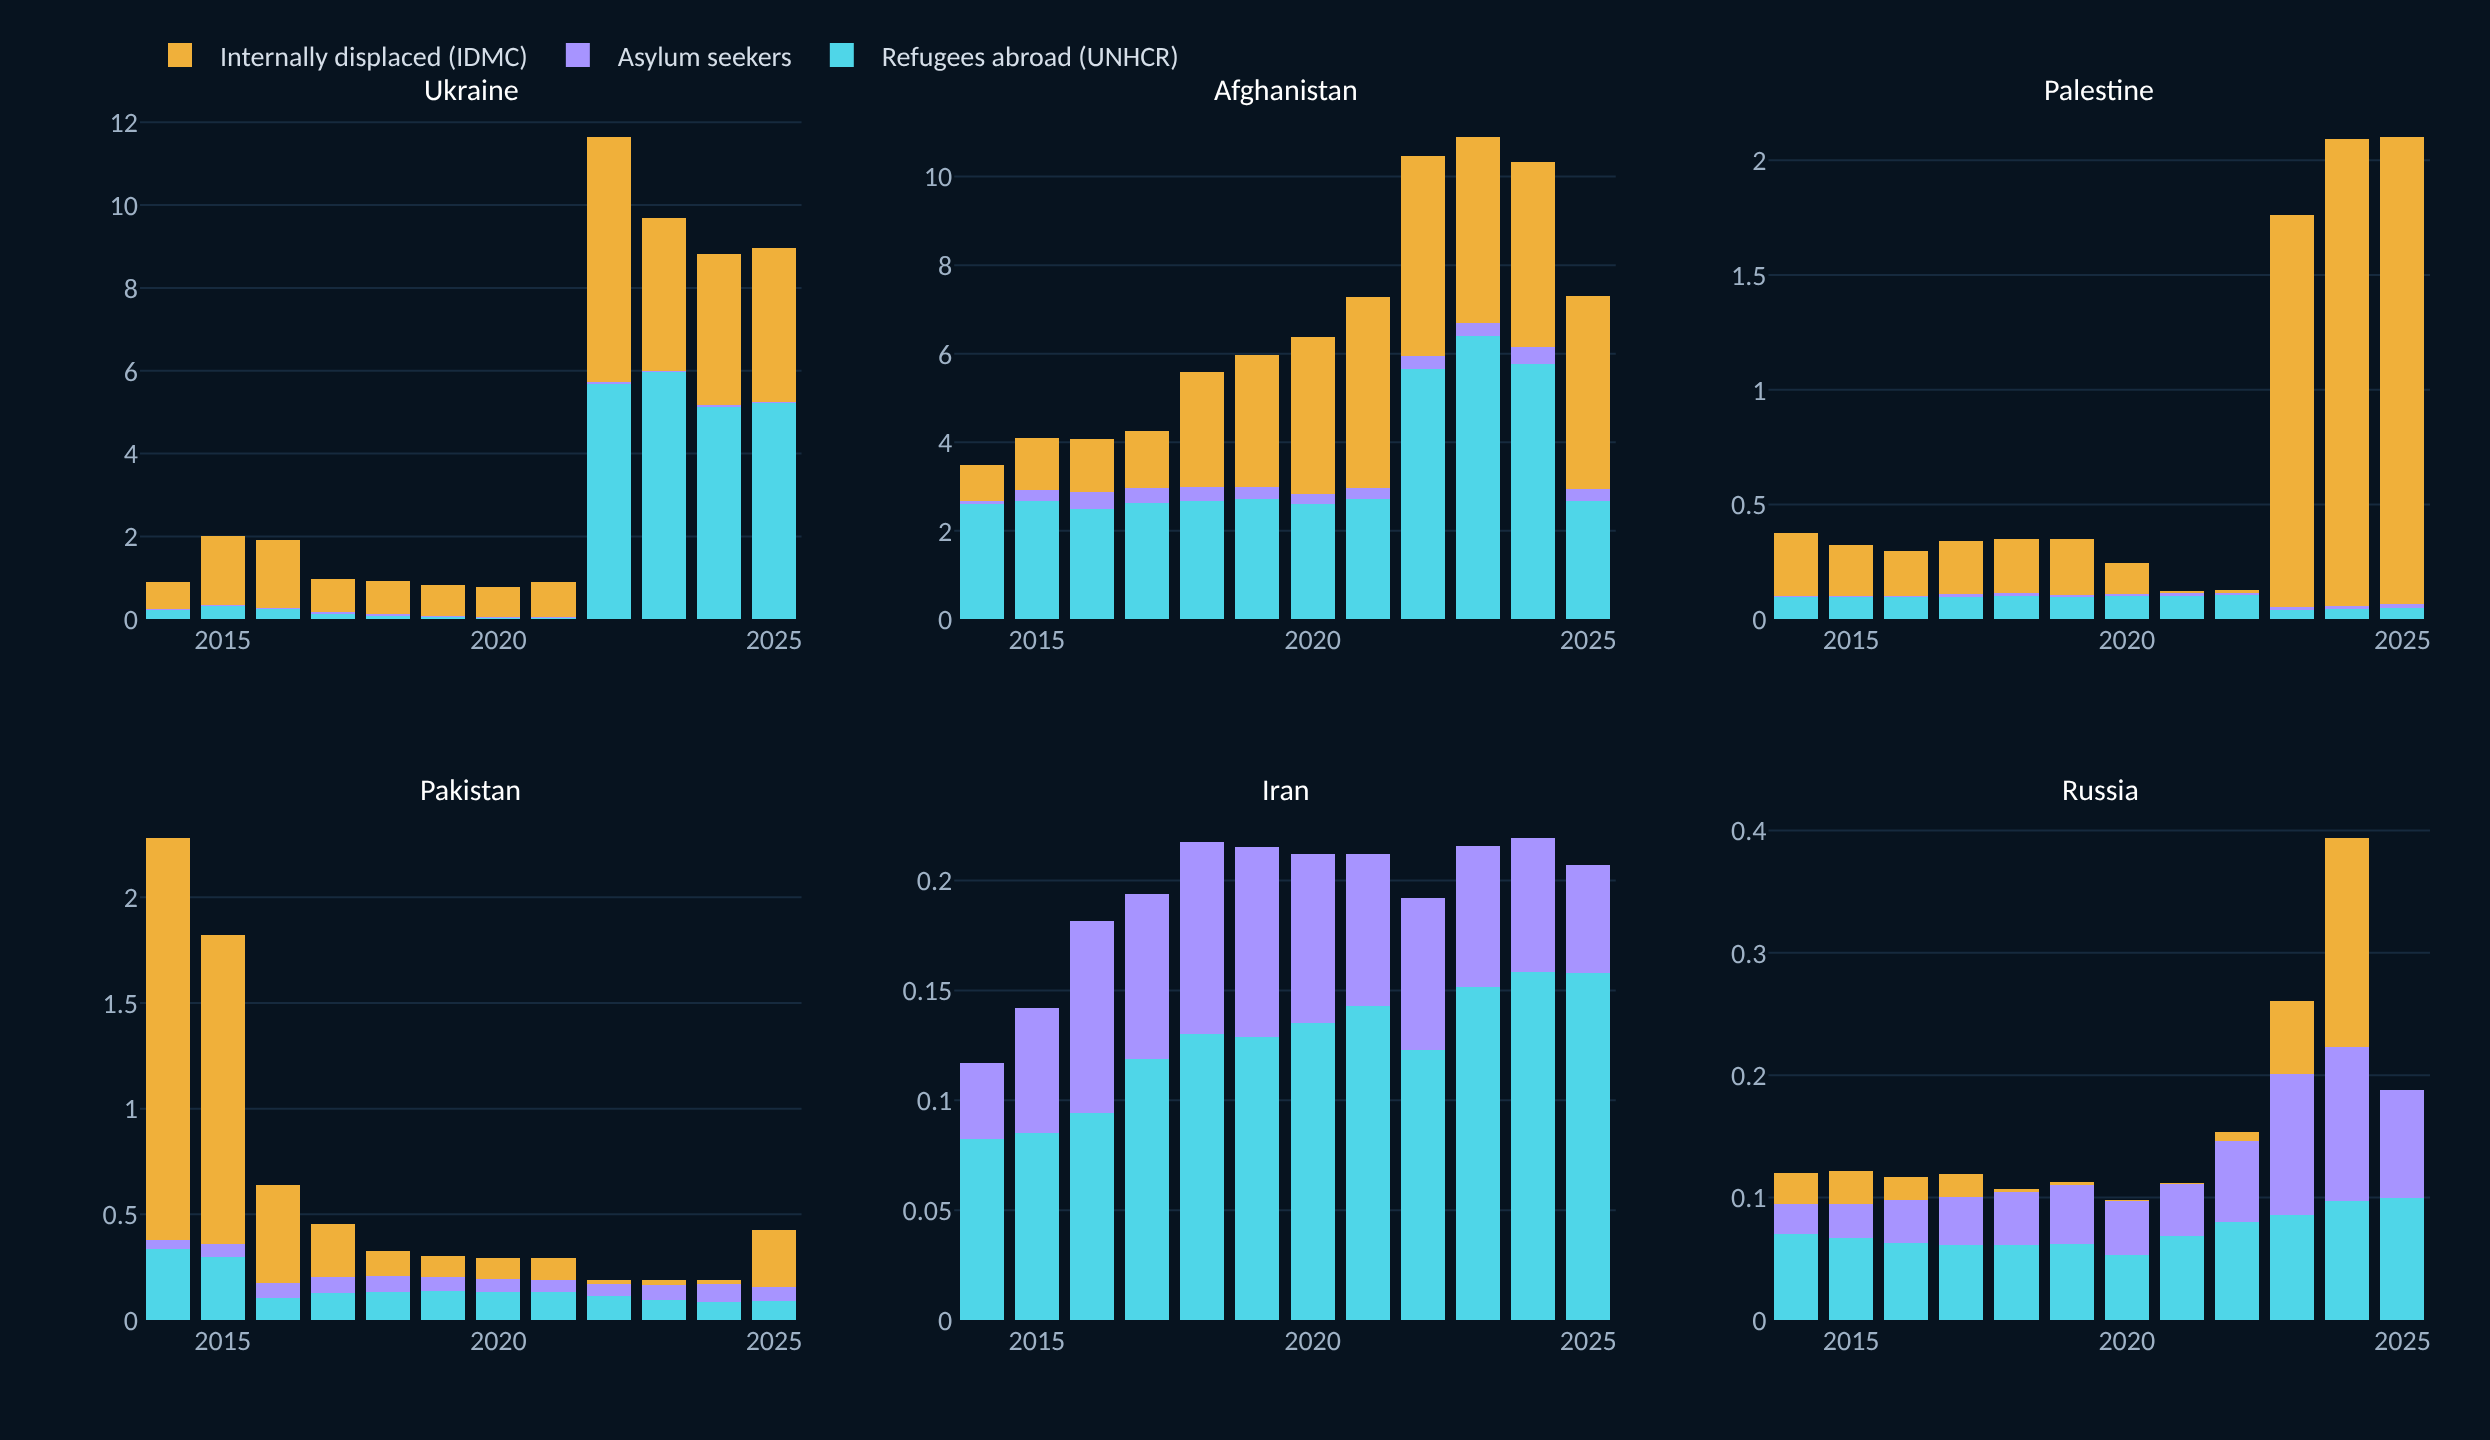 Internally displaced (IDMC) Asylum seekers Refugees abroad (UNHCR)
Ukraine
12
10
8
6
4
2
0
2015 2020 2025
Afghanistan
10
8
6
4
2
0
2015 2020 2025
Palestine
2
1.5
1
0.5
0
2015 2020 2025
Pakistan
2
1.5
1
0.5
0
2015 2020 2025
Iran
0.2
0.15
0.1
0.05
0
2015 2020 2025
Russia
0.4
0.3
0.2
0.1
0
2015 2020 2025